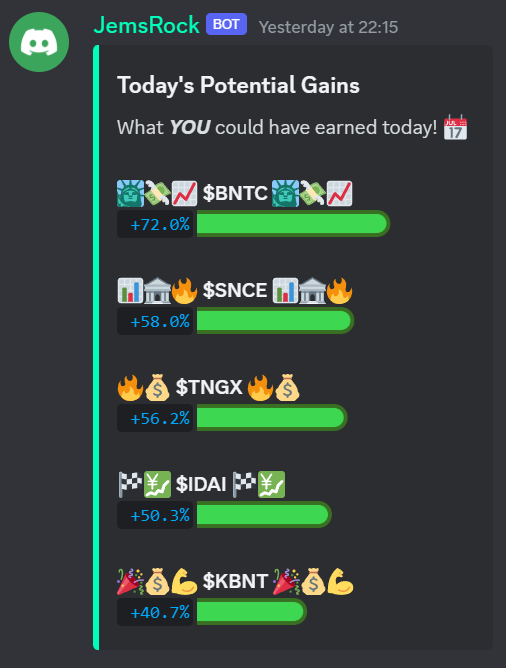 JemsRock BOT Yesterday at 22:15
Today's Potential Gains
What YOU could have earned today! 📅
🗽💸📈 $BNTC 🗽💸📈
+72.0%
📊🏛️🔥 $SNCE 📊🏛️🔥
+58.0%
🔥💰 $TNGX 🔥💰
+56.2%
🏁💹 $IDAI 🏁💹
+50.3%
🎉💰💪 $KBNT 🎉💰💪
+40.7%